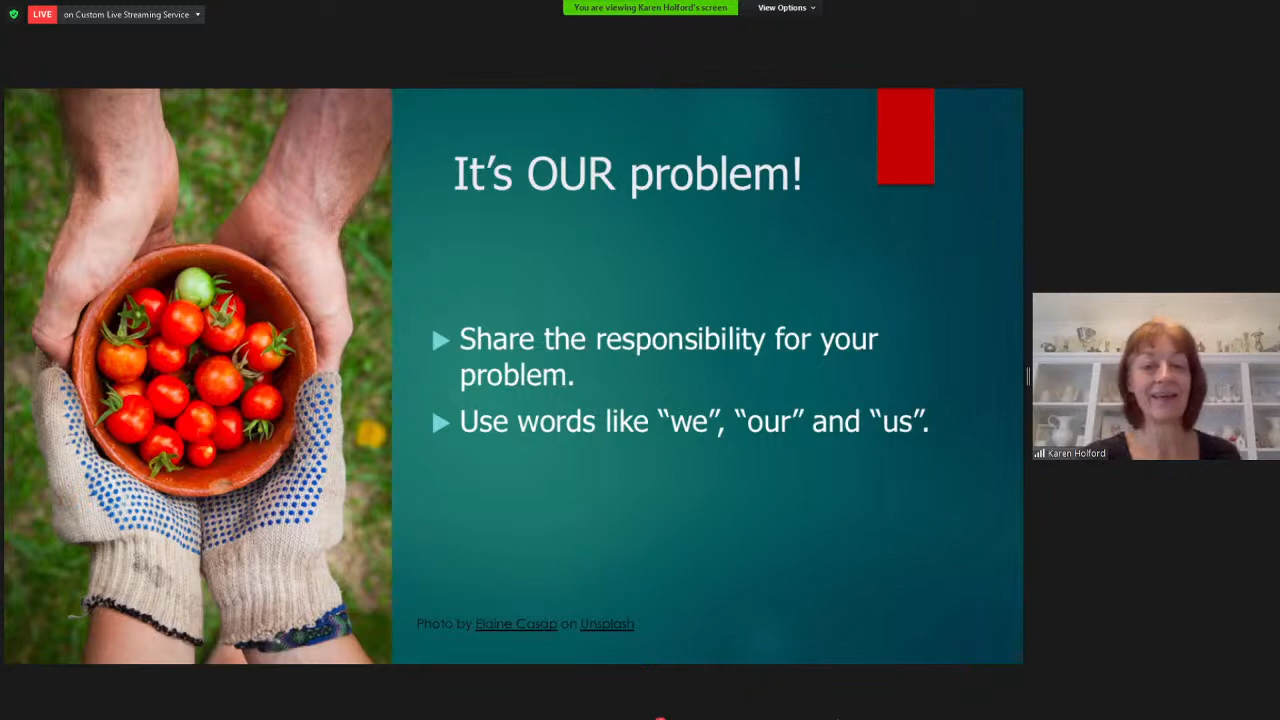 LIVE on Custom Live Streaming Service
You are viewing Karen Holford's screen
View Options
It’s OUR problem!
Share the responsibility for your
problem.
Use words like “we”, “our” and “us”.
Photo by Elaine Casap on Unsplash
Karen Holford